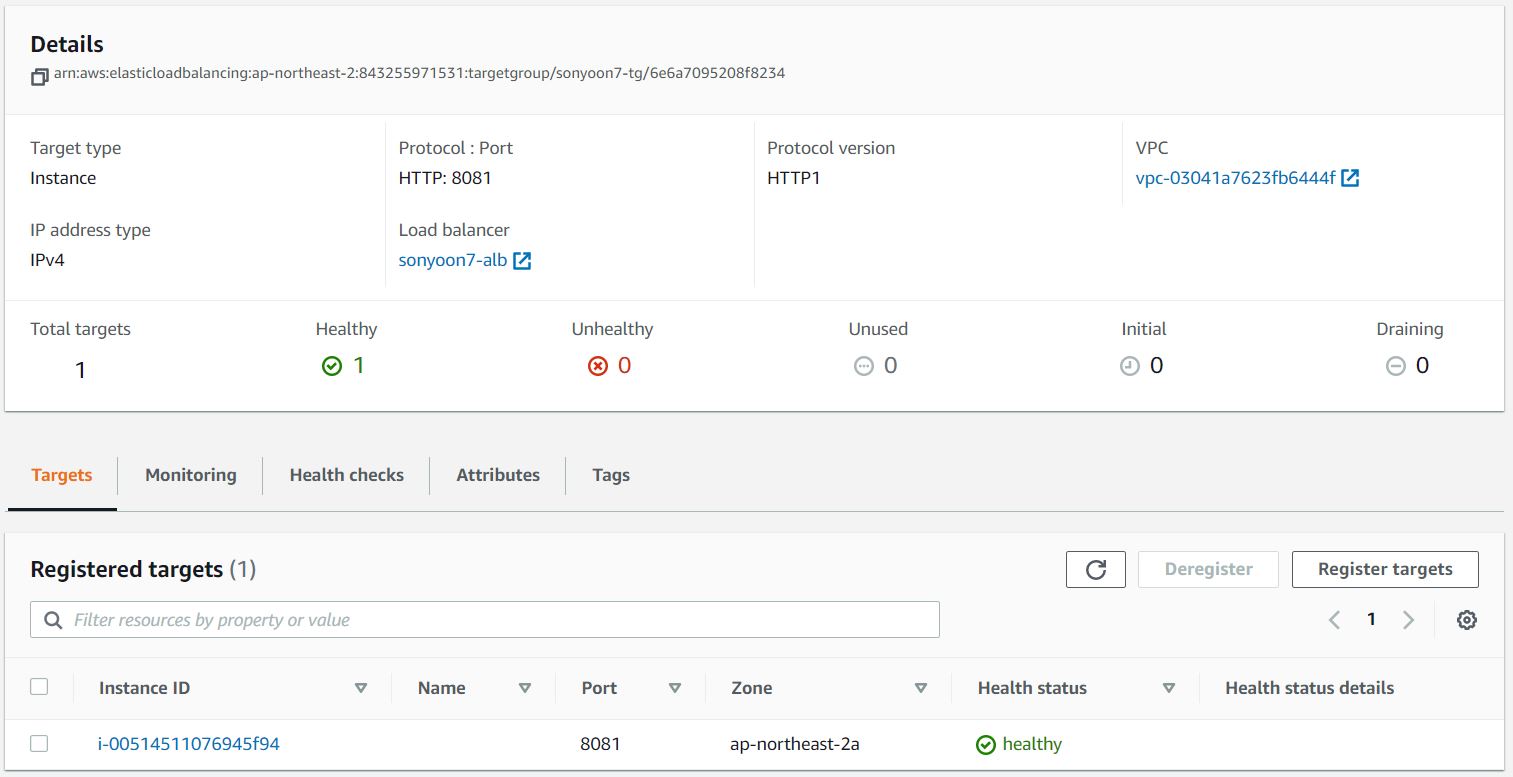 Details
arn:aws:elasticloadbalancing:ap-northeast-2:843255971531:targetgroup/sonyoon7-tg/6e6a7095208f8234
Target type
Instance
Protocol : Port
HTTP: 8081
Protocol version
HTTP1
VPC
vpc-03041a7623fb6444f
IP address type
IPv4
Load balancer
sonyoon7-alb
Total targets
1
Healthy
1
Unhealthy
0
Unused
0
Initial
0
Draining
0
Targets Monitoring Health checks Attributes Tags
Registered targets (1)
Deregister
Register targets
Filter resources by property or value
1
Instance ID Name Port Zone Health status Health status details
i-00514511076945f94 8081 ap-northeast-2a healthy